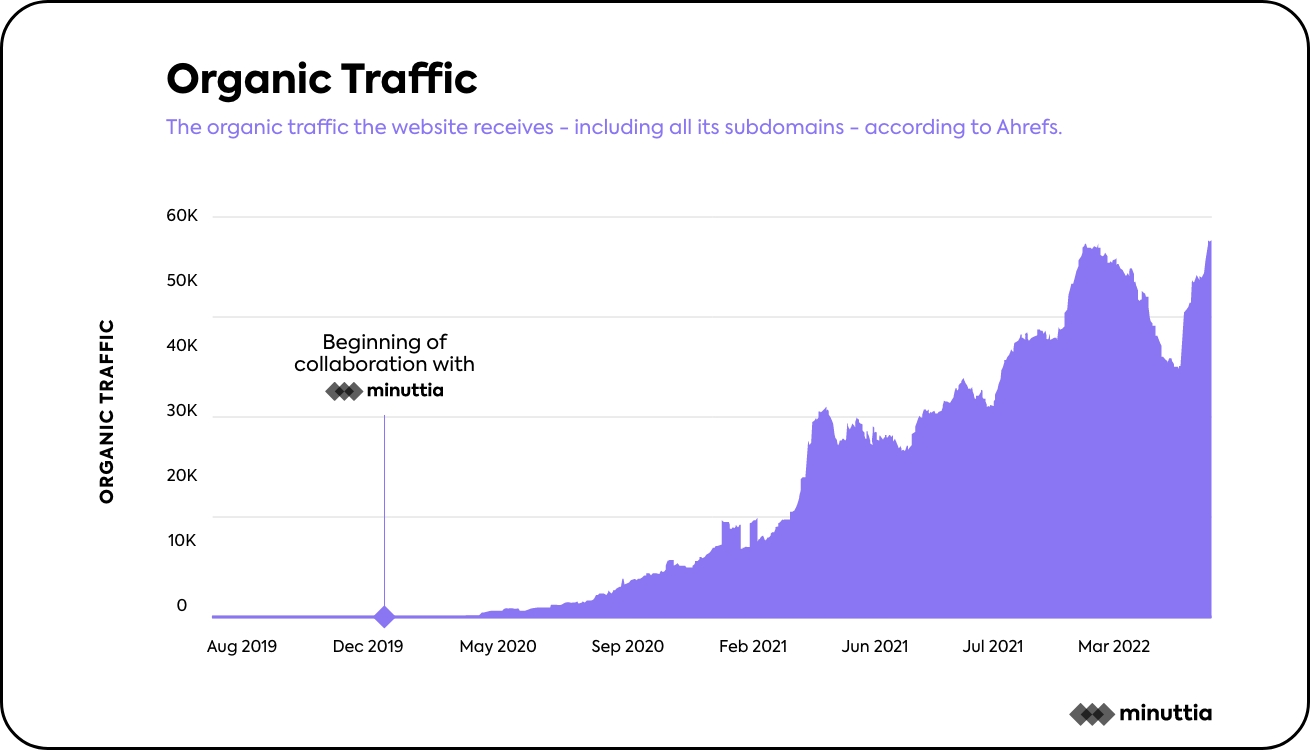 Organic Traffic
The organic traffic the website receives - including all its subdomains - according to Ahrefs.
60K
50K
40K
30K
20K
10K
0
ORGANIC TRAFFIC
Beginning of
collaboration with
minuttia
Aug 2019 Dec 2019 May 2020 Sep 2020 Feb 2021 Jun 2021 Jul 2021 Mar 2022
minuttia